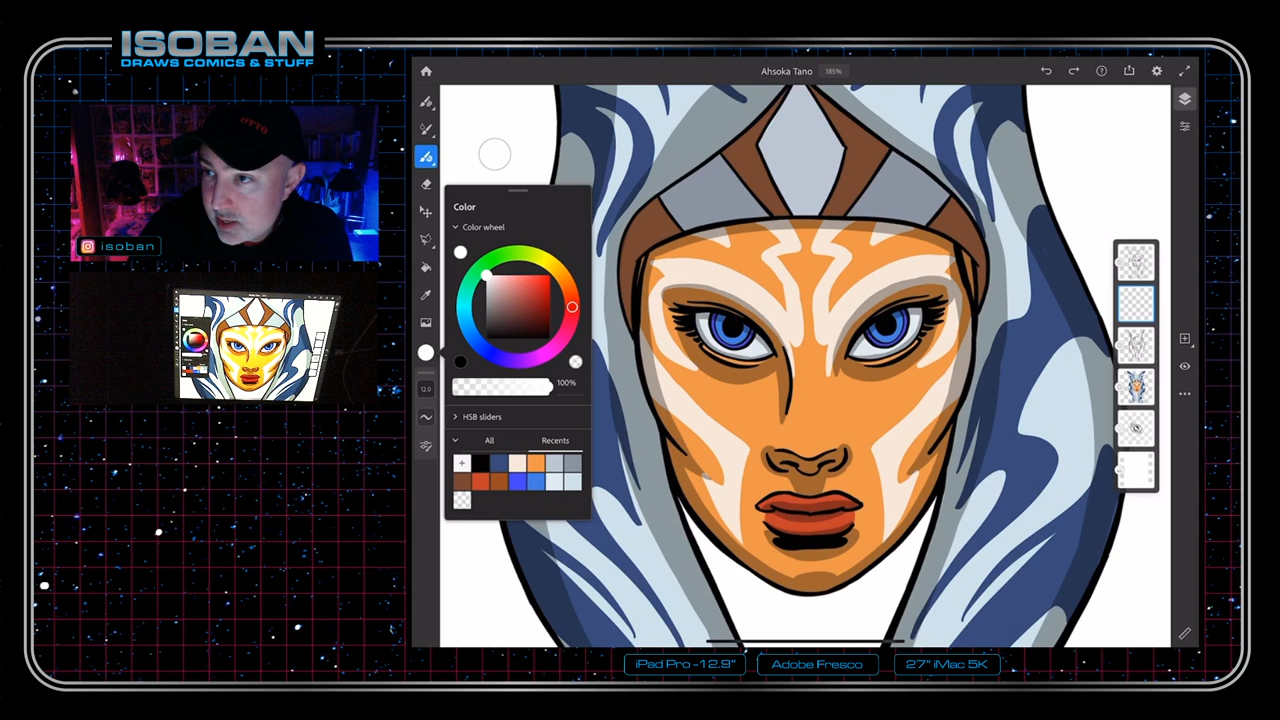 ISOBAN
DRAWS COMICS & STUFF
Ahsoka Tano
185%
OTTO
isoban
Color
Color wheel
100%
12.0
HSB sliders
All
Recents
iPad Pro -12.9"
Adobe Fresco
27" iMac 5K